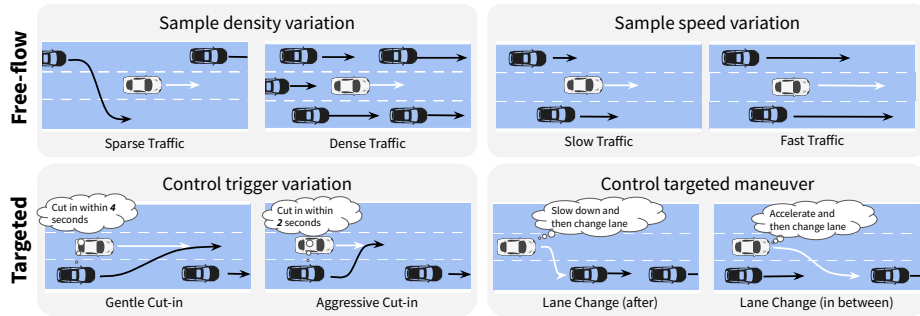 Free-flow
Sample density variation
Sparse Traffic
Dense Traffic
Sample speed variation
Slow Traffic
Fast Traffic
Targeted
Control trigger variation
Cut in within 4
seconds
Gentle Cut-in
Cut in within
2 seconds
Aggressive Cut-in
Control targeted maneuver
Slow down and
then change lane
Lane Change (after)
Accelerate and
then change lane
Lane Change (in between)